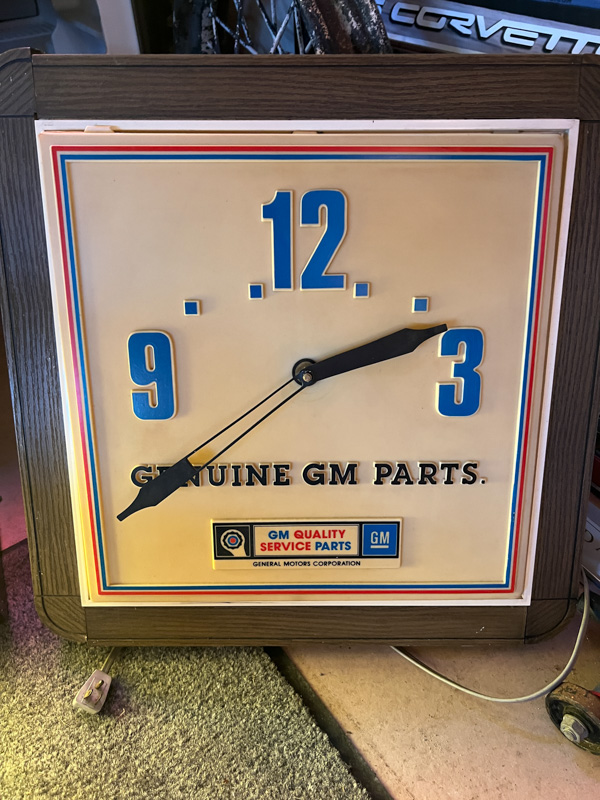 CORVETTE
12
9
3
GENUINE GM PARTS.
GM QUALITY
SERVICE PARTS
GM
GENERAL MOTORS CORPORATION